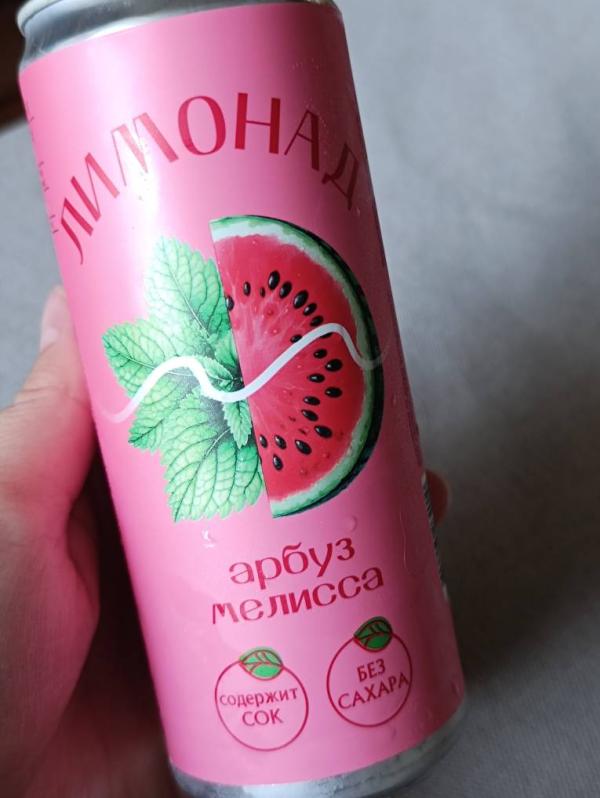 ЛИМОНАД
арбуз
мелисса
содержит
СОК
БЕЗ
САХАРА